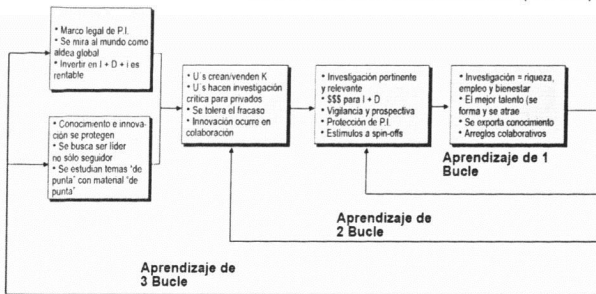 • Marco legal de P.I.
• Se mira al mundo como
aldea global
• Invertir en I + D + i es
rentable
• Conocimiento e innova-
ción se protegen
• Se busca ser líder
no sólo seguidor
• Se estudian temas "de
punta" con material "de
punta"
• U´s crean/venden K
• U´s hacen investigación
crítica para privados
• Se tolera el fracaso
• Innovación ocurre en
colaboración
• Investigación pertinente
y relevante
• $$$ para I + D
• Vigilancia y prospectiva
• Protección de P.I.
• Estímulos a spin-offs
• Investigación = riqueza,
empleo y bienestar
• El mejor talento (se
forma y se atrae
• Se exporta conocimiento
• Arreglos colaborativos
Aprendizaje de 1
Bucle
Aprendizaje de
2 Bucle
Aprendizaje de
3 Bucle